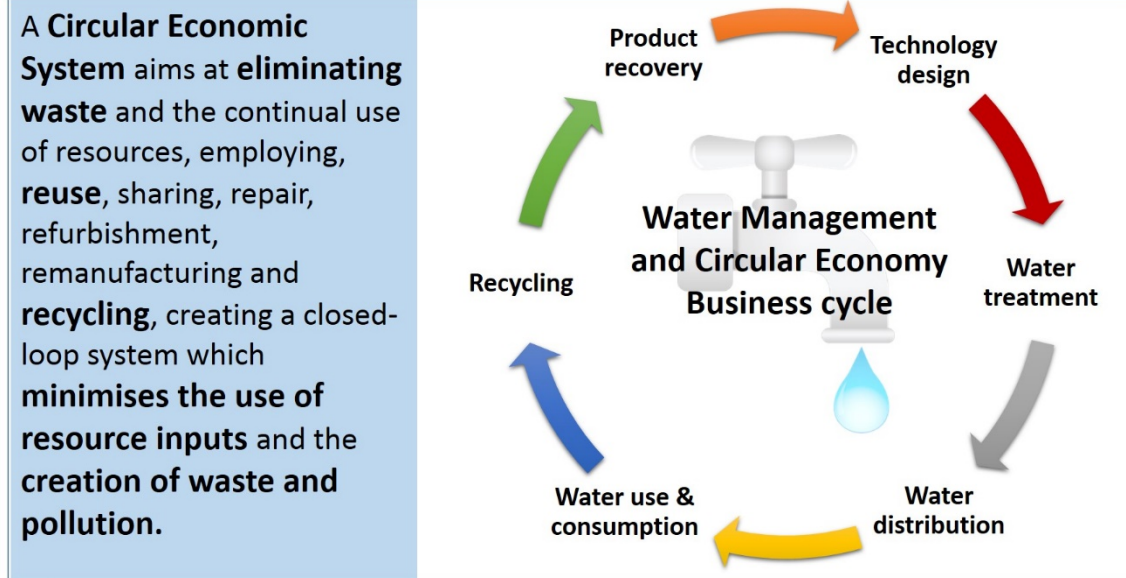 A Circular Economic
System aims at eliminating
waste and the continual use
of resources, employing,
reuse, sharing, repair,
refurbishment,
remanufacturing and
recycling, creating a closed-
loop system which
minimises the use of
resource inputs and the
creation of waste and
pollution.
Product
recovery
Technology
design
Water Management
and Circular Economy
Business cycle
Recycling
Water
treatment
Water use &
consumption
Water
distribution